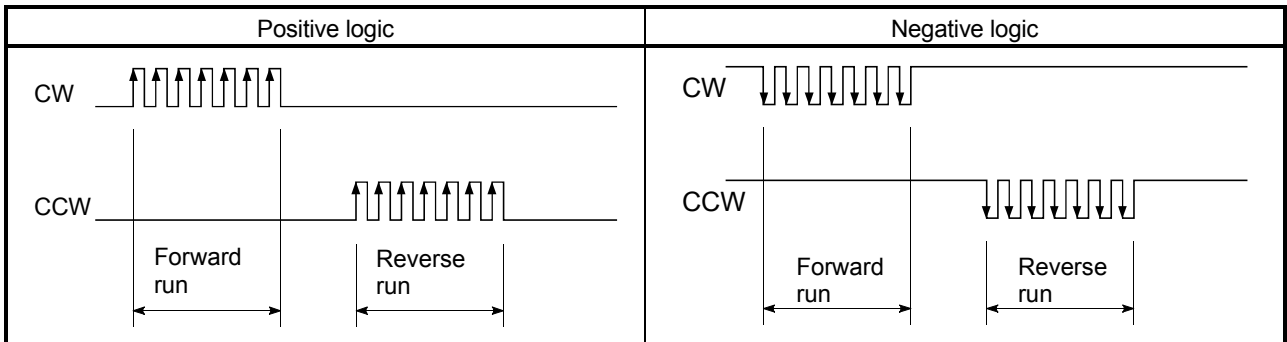 Positive logic
Negative logic
CW
CCW
Forward
run
Reverse
run
CW
CCW
Forward
run
Reverse
run